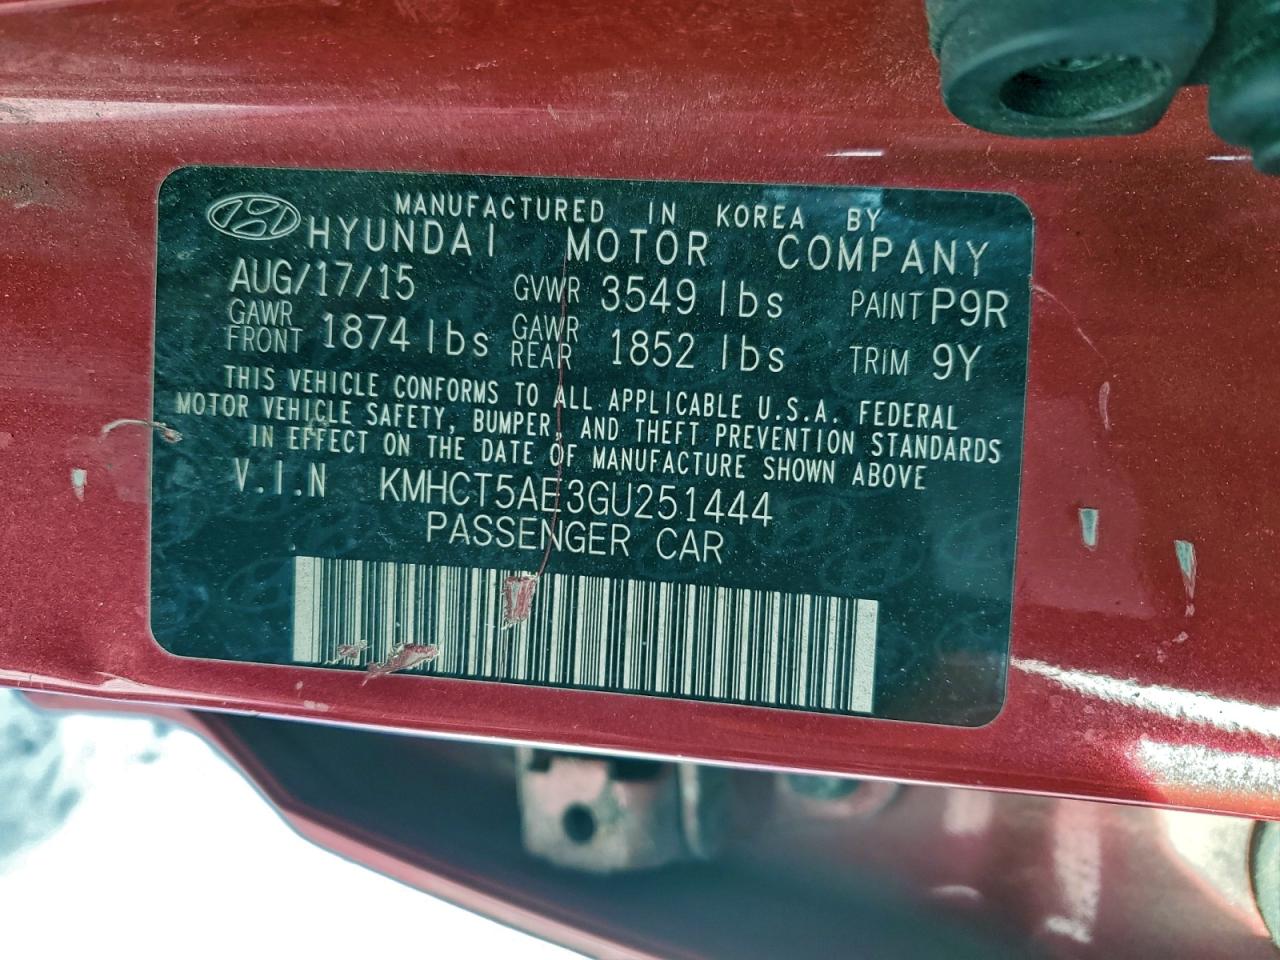 MANUFACTURED IN KOREA BY
HYUNDAI MOTOR COMPANY
AUG/17/15 GVWR 3549 lbs PAINT P9R
GAWR FRONT 1874 lbs GAWR REAR 1852 lbs TRIM 9Y
THIS VEHICLE CONFORMS TO ALL APPLICABLE U.S.A. FEDERAL
MOTOR VEHICLE SAFETY, BUMPER, AND THEFT PREVENTION STANDARDS
IN EFFECT ON THE DATE OF MANUFACTURE SHOWN ABOVE
V.I.N KMHCT5AE3GU251444
PASSENGER CAR